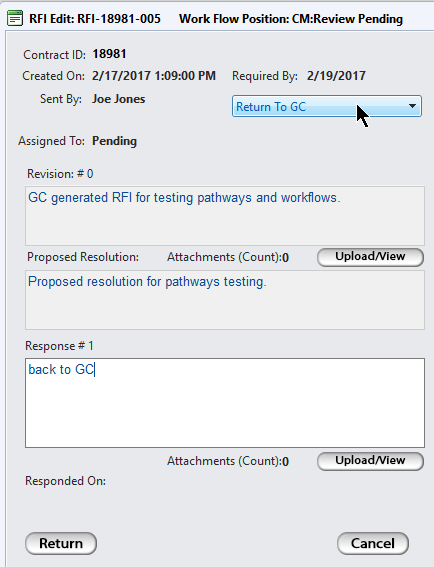 RFI Edit: RFI-18981-005 Work Flow Position: CM:Review Pending
Contract ID: 18981
Created On: 2/17/2017 1:09:00 PM Required By: 2/19/2017
Sent By: Joe Jones Return To GC
Assigned To: Pending
Revision: # 0
GC generated RFI for testing pathways and workflows.
Proposed Resolution: Attachments (Count):0 Upload/View
Proposed resolution for pathways testing.
Response # 1
back to GC
Attachments (Count):0 Upload/View
Responded On:
Return Cancel